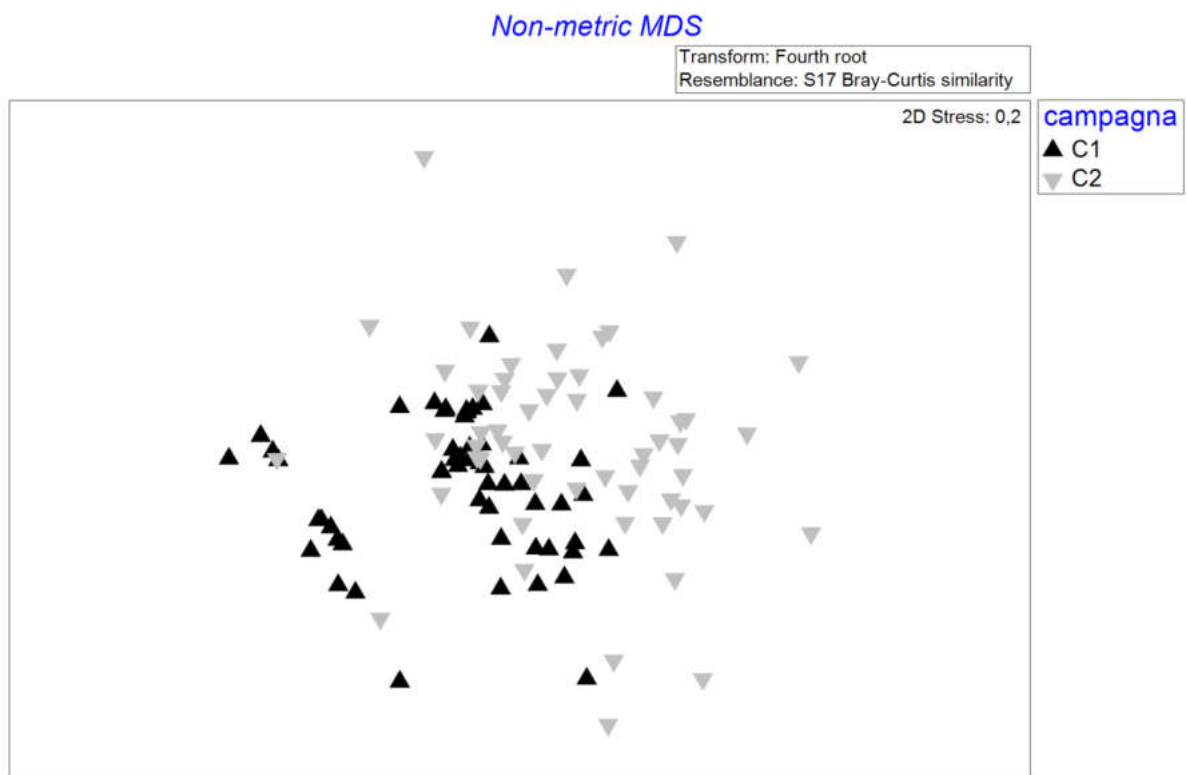 Non-metric MDS
Transform: Fourth root
Resemblance: S17 Bray-Curtis similarity
2D Stress: 0,2
campagna
C1
C2